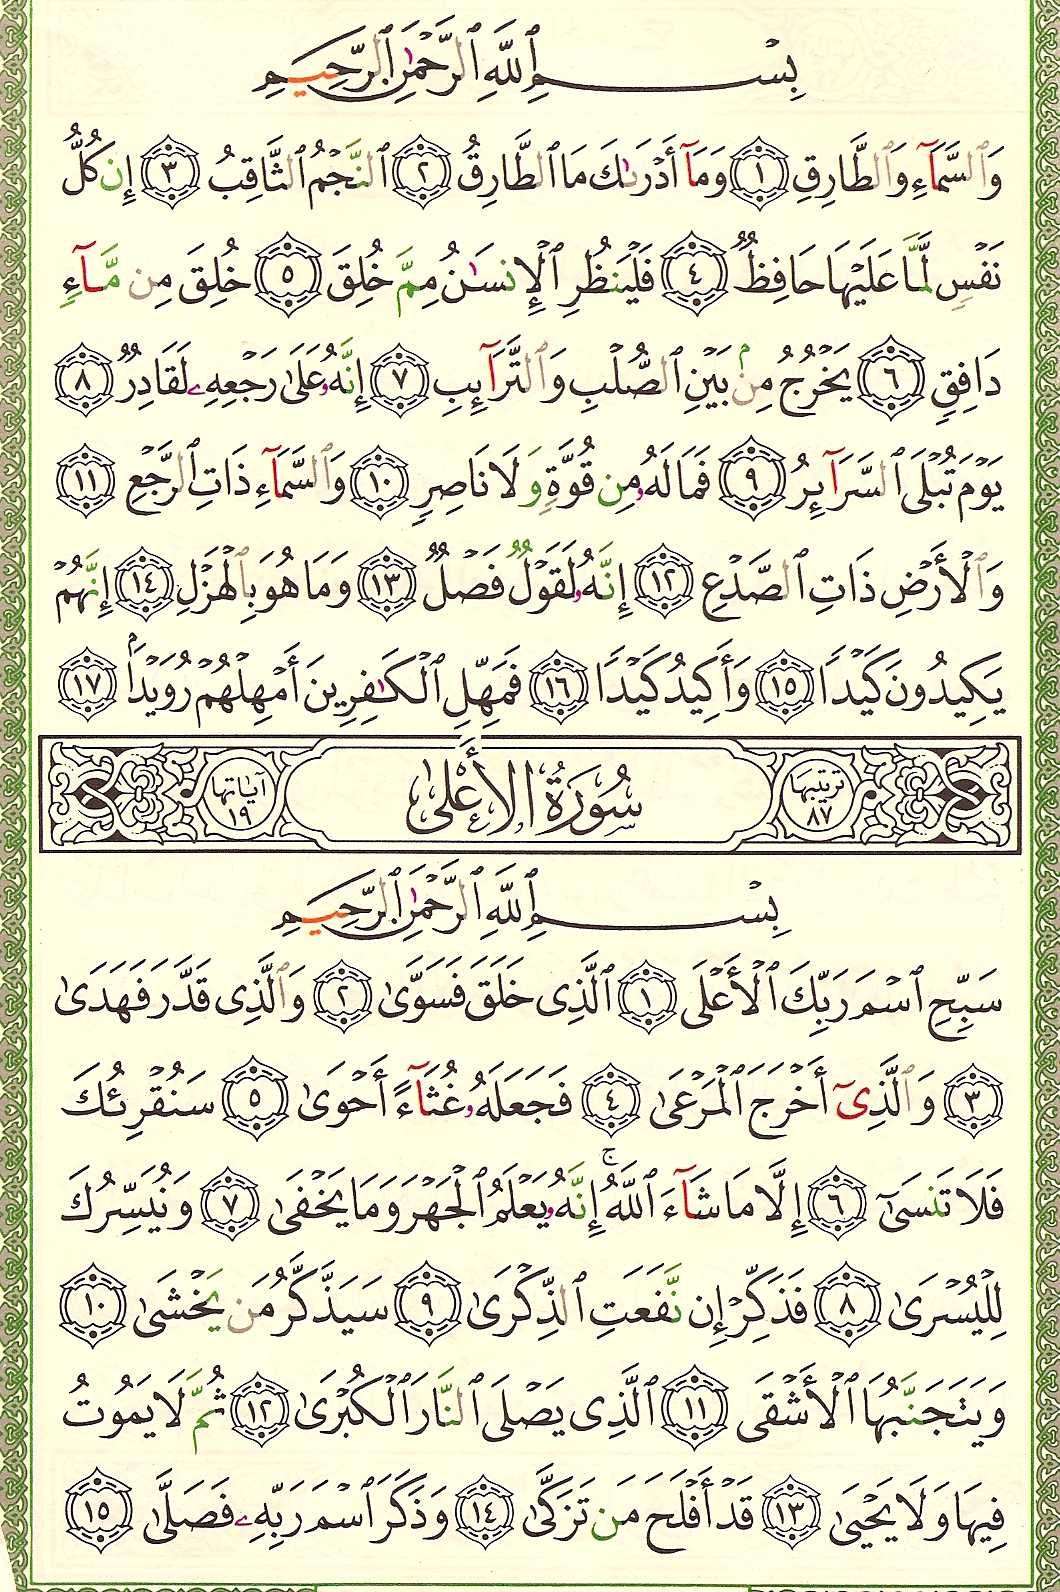 بِسْمِ ٱللَّهِ ٱلرَّحْمَٰنِ ٱلرَّحِيمِ
وَٱلسَّمَآءِ وَٱلطَّارِقِ ١ وَمَآ أَدْرَىٰكَ مَا ٱلطَّارِقُ ٢ ٱلنَّجْمُ ٱلثَّاقِبُ ٣ إِن كُلُّ
نَفْسٍ لَّمَّا عَلَيْهَا حَافِظٌ ٤ فَلْيَنظُرِ ٱلْإِنسَٰنُ مِمَّ خُلِقَ ٥ خُلِقَ مِن مَّآءٍ
دَافِقٍ ٦ يَخْرُجُ مِنۢ بَيْنِ ٱلصُّلْبِ وَٱلتَّرَآئِبِ ٧ إِنَّهُۥ عَلَىٰ رَجْعِهِۦ لَقَادِرٌ ٨
يَوْمَ تُبْلَى ٱلسَّرَآئِرُ ٩ فَمَا لَهُۥ مِن قُوَّةٍ وَلَا نَاصِرٍ ١٠ وَٱلسَّمَآءِ ذَاتِ ٱلرَّجْعِ ١١
وَٱلْأَرْضِ ذَاتِ ٱلصَّدْعِ ١٢ إِنَّهُۥ لَقَوْلٌ فَصْلٌ ١٣ وَمَا هُوَ بِٱلْهَزْلِ ١٤ إِنَّهُمْ
يَكِيدُونَ كَيْدًا ١٥ وَأَكِيدُ كَيْدًا ١٦ فَمَهِّلِ ٱلْكَٰفِرِينَ أَمْهِلْهُمْ رُوَيْدًۢا ١٧
ترتيبها ٨٧ سُورَةُ الأَعْلَىٰ آياتها ١٩
بِسْمِ ٱللَّهِ ٱلرَّحْمَٰنِ ٱلرَّحِيمِ
سَبِّحِ ٱسْمَ رَبِّكَ ٱلْأَعْلَى ١ ٱلَّذِى خَلَقَ فَسَوَّىٰ ٢ وَٱلَّذِى قَدَّرَ فَهَدَىٰ
٣ وَٱلَّذِىٓ أَخْرَجَ ٱلْمَرْعَىٰ ٤ فَجَعَلَهُۥ غُثَآءً أَحْوَىٰ ٥ سَنُقْرِئُكَ
فَلَا تَنسَىٰٓ ٦ إِلَّا مَا شَآءَ ٱللَّهُ ۚ إِنَّهُۥ يَعْلَمُ ٱلْجَهْرَ وَمَا يَخْفَىٰ ٧ وَنُيَسِّرُكَ
لِلْيُسْرَىٰ ٨ فَذَكِّرْ إِن نَّفَعَتِ ٱلذِّكْرَىٰ ٩ سَيَذَّكَّرُ مَن يَخْشَىٰ ١٠
وَيَتَجَنَّبُهَا ٱلْأَشْقَى ١١ ٱلَّذِى يَصْلَى ٱلنَّارَ ٱلْكُبْرَىٰ ١٢ ثُمَّ لَا يَمُوتُ
فِيهَا وَلَا يَحْيَىٰ ١٣ قَدْ أَفْلَحَ مَن تَزَكَّىٰ ١٤ وَذَكَرَ ٱسْمَ رَبِّهِۦ فَصَلَّىٰ ١٥